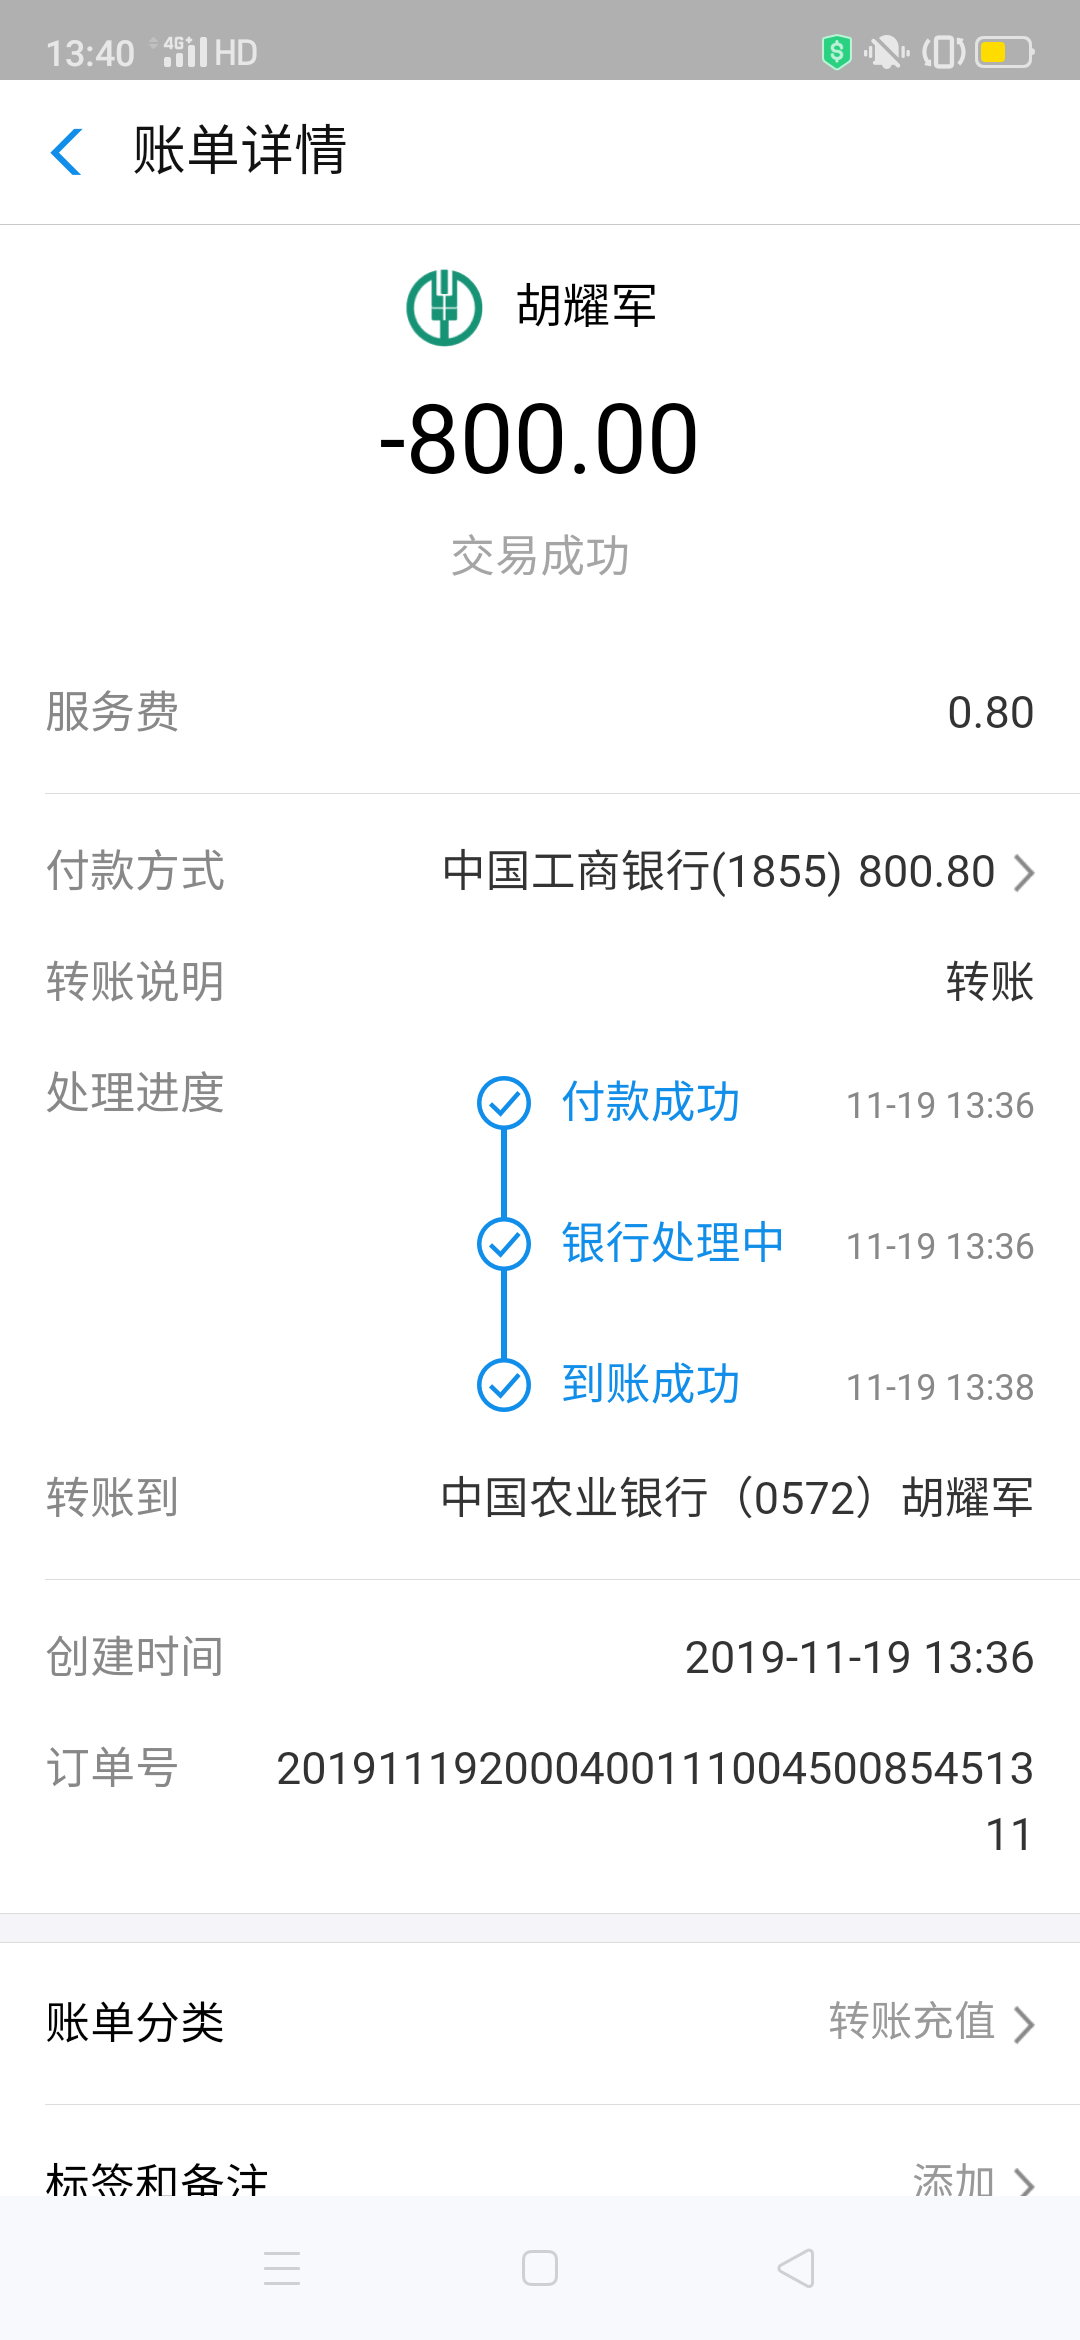 13:40 4G+ HD
账单详情
胡耀军
-800.00
交易成功
服务费 0.80
付款方式 中国工商银行(1855) 800.80
转账说明 转账
处理进度 付款成功 11-19 13:36
银行处理中 11-19 13:36
到账成功 11-19 13:38
转账到 中国农业银行（0572）胡耀军
创建时间 2019-11-19 13:36
订单号 201911192000400111004500854513
11
账单分类 转账充值
标签和备注 添加